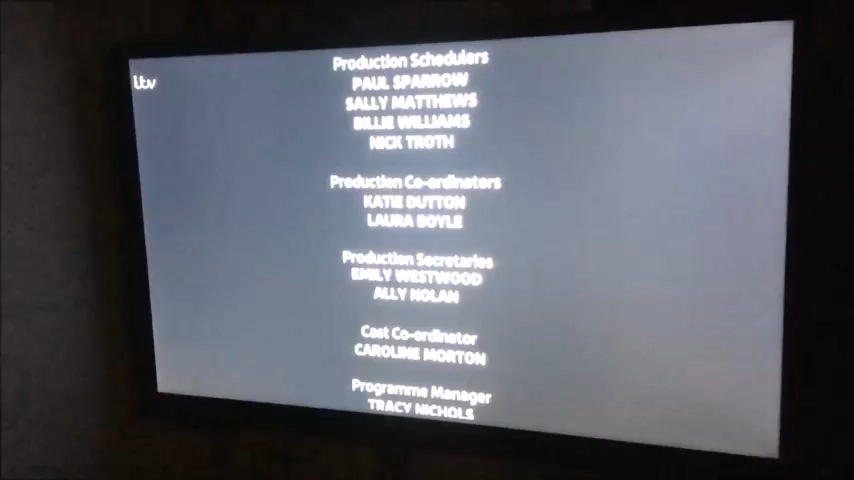 itv
Production Schedulers
PAUL SPARROW
SALLY MATTHEWS
BILLIE WILLIAMS
NICK TROTH
Production Co-ordinators
KATIE DUTTON
LAURA BOYLE
Production Secretaries
EMILY WESTWOOD
ALLY NOLAN
Cast Co-ordinator
CAROLINE MORTON
Programme Manager
TRACY NICHOLS